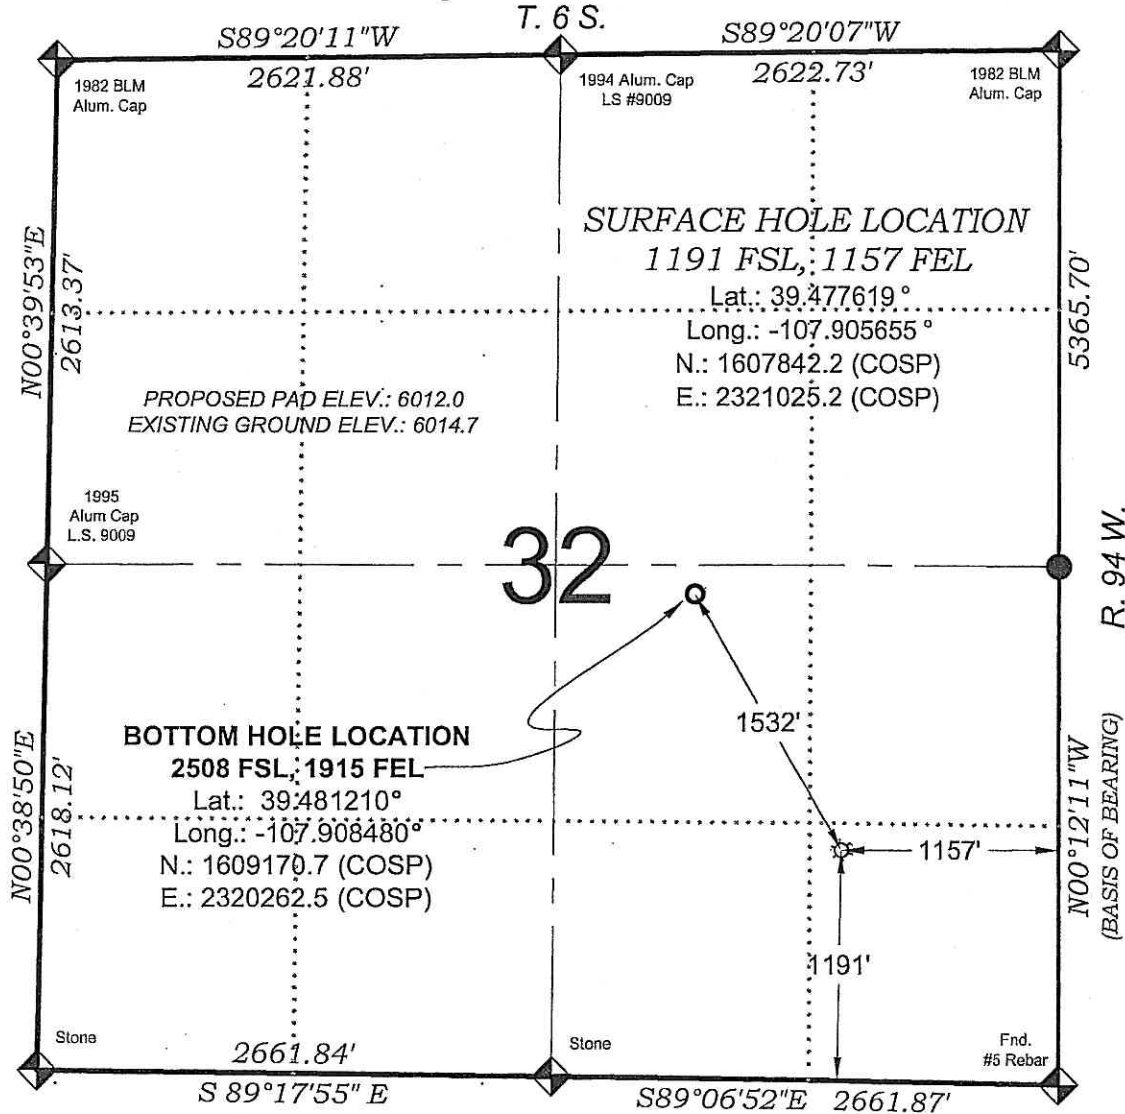 T. 6 S.
S89°20'11"W
2621.88'
S89°20'07"W
2622.73'
1982 BLM
Alum. Cap
1994 Alum. Cap
LS #9009
1982 BLM
Alum. Cap
SURFACE HOLE LOCATION
1191 FSL, 1157 FEL
Lat.: 39.477619°
Long.: -107.905655°
N.: 1607842.2 (COSP)
E.: 2321025.2 (COSP)
N00°39'53"E
2613.37'
5365.70'
PROPOSED PAD ELEV.: 6012.0
EXISTING GROUND ELEV.: 6014.7
1995
Alum Cap
L.S. 9009
32
R. 94 W.
BOTTOM HOLE LOCATION
2508 FSL, 1915 FEL
Lat.: 39.481210°
Long.: -107.908480°
N.: 1609170.7 (COSP)
E.: 2320262.5 (COSP)
1532'
1157'
1191'
N00°38'50"E
2618.12'
N00°12'11"W
(BASIS OF BEARING)
Stone
Stone
Fnd.
#5 Rebar
2661.84'
S 89°17'55" E
S89°06'52"E 2661.87'